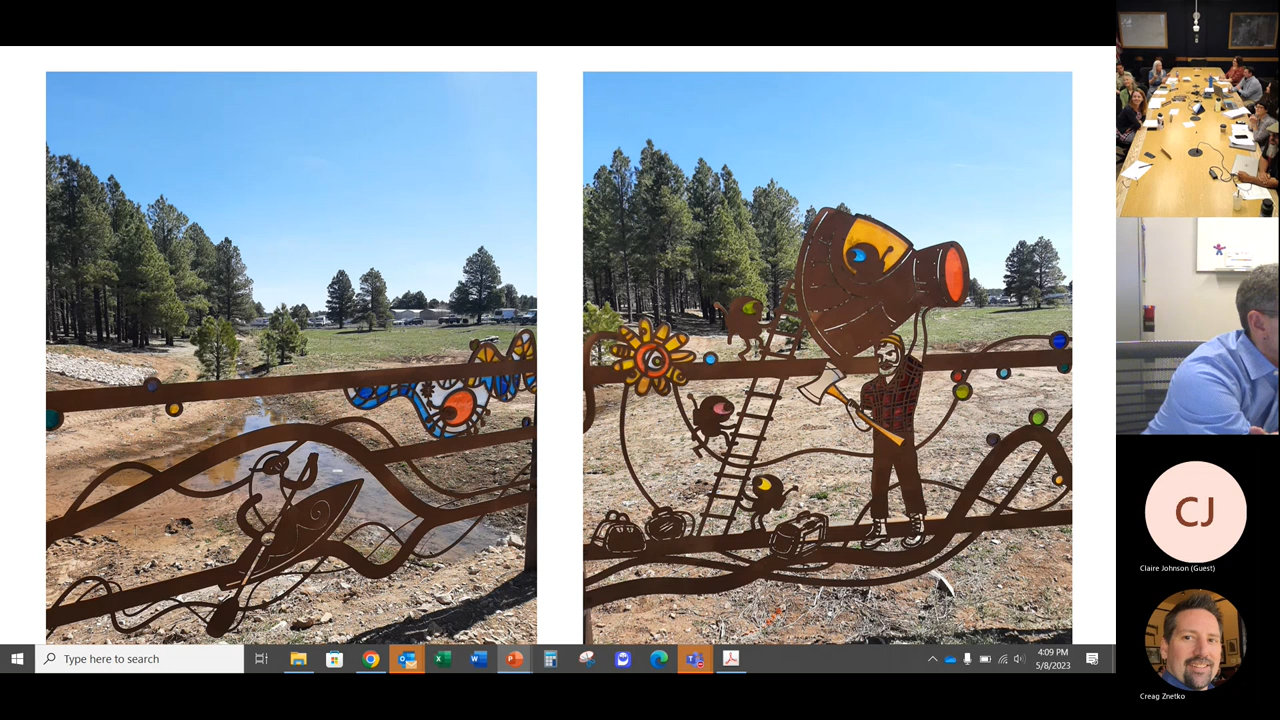 Type here to search
4:09 PM
5/8/2023
CJ
Claire Johnson (Guest)
Creag Znetko